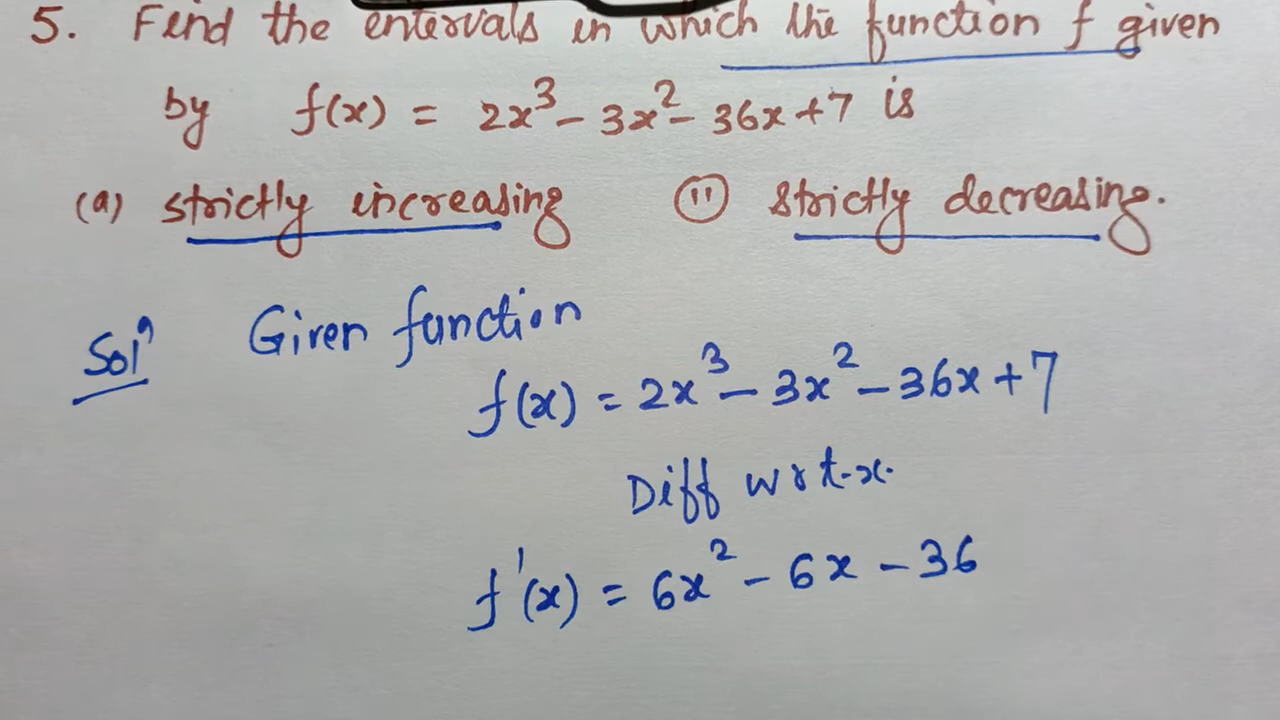 5. Find the intervals in which the function f given
by f(x) = 2x³ - 3x² - 36x + 7 is
(a) strictly increasing (ii) strictly decreasing.
Solⁿ Given function
f(x) = 2x³ - 3x² - 36x + 7
Diff w r t. x.
f'(x) = 6x² - 6x - 36